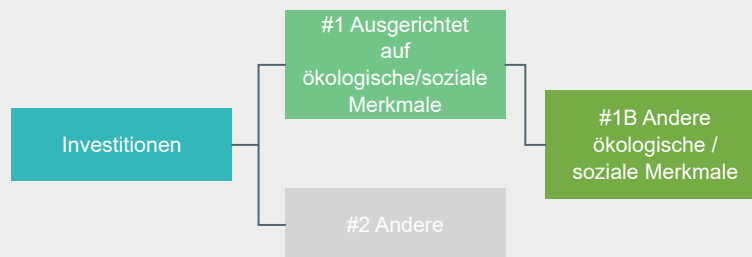 Investitionen
#1 Ausgerichtet
auf
ökologische/soziale
Merkmale
#2 Andere
#1B Andere
ökologische /
soziale Merkmale